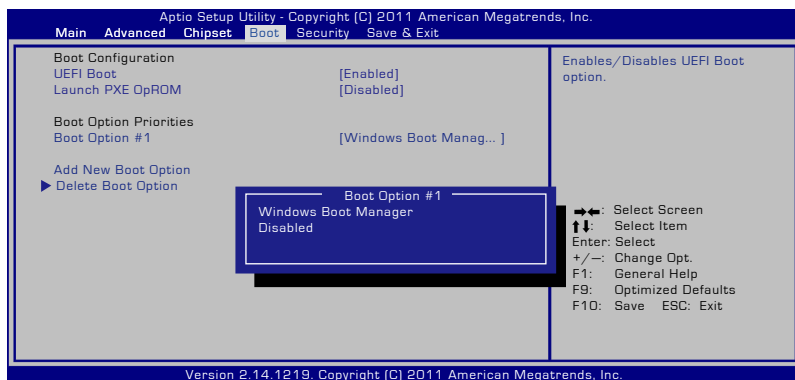 Aptio Setup Utility - Copyright (C) 2011 American Megatrends, Inc.
Main Advanced Chipset Boot Security Save & Exit
Boot Configuration
UEFI Boot [Enabled]
Launch PXE OpROM [Disabled]
Boot Option Priorities
Boot Option #1 [Windows Boot Manag... ]
Add New Boot Option
Delete Boot Option
Boot Option #1
Windows Boot Manager
Disabled
Enables/Disables UEFI Boot
option.
→←: Select Screen
↑↓: Select Item
Enter: Select
+/—: Change Opt.
F1: General Help
F9: Optimized Defaults
F10: Save ESC: Exit
Version 2.14.1219. Copyright (C) 2011 American Megatrends, Inc.